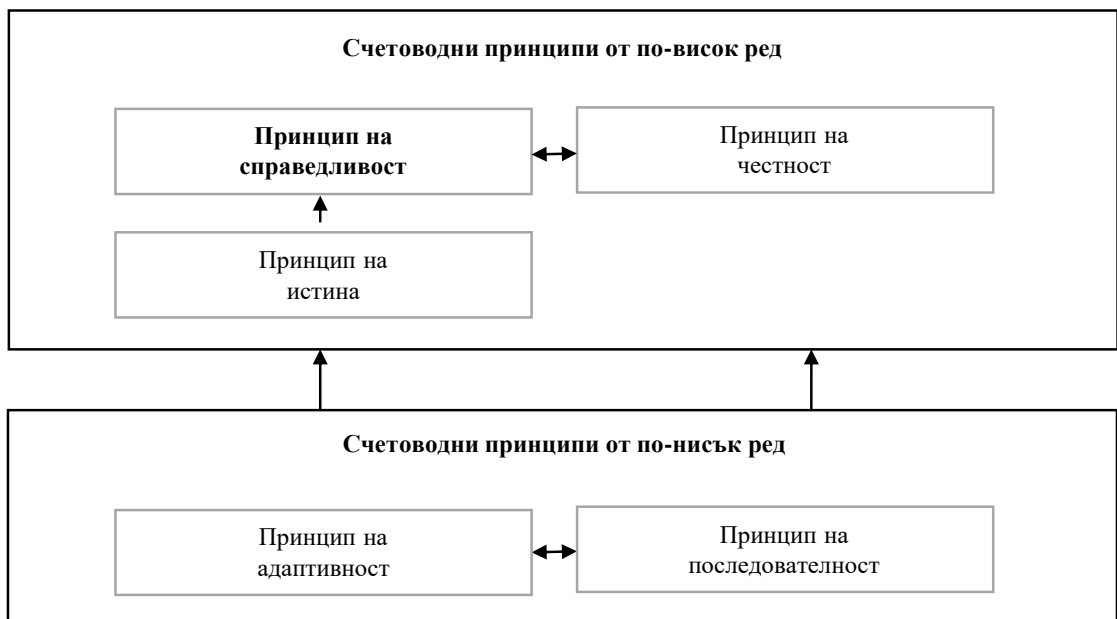 Счетоводни принципи от по-висок ред
Принцип на
справедливост
Принцип на
честност
Принцип на
истина
Счетоводни принципи от по-нисък ред
Принцип на
адаптивност
Принцип на
последователност